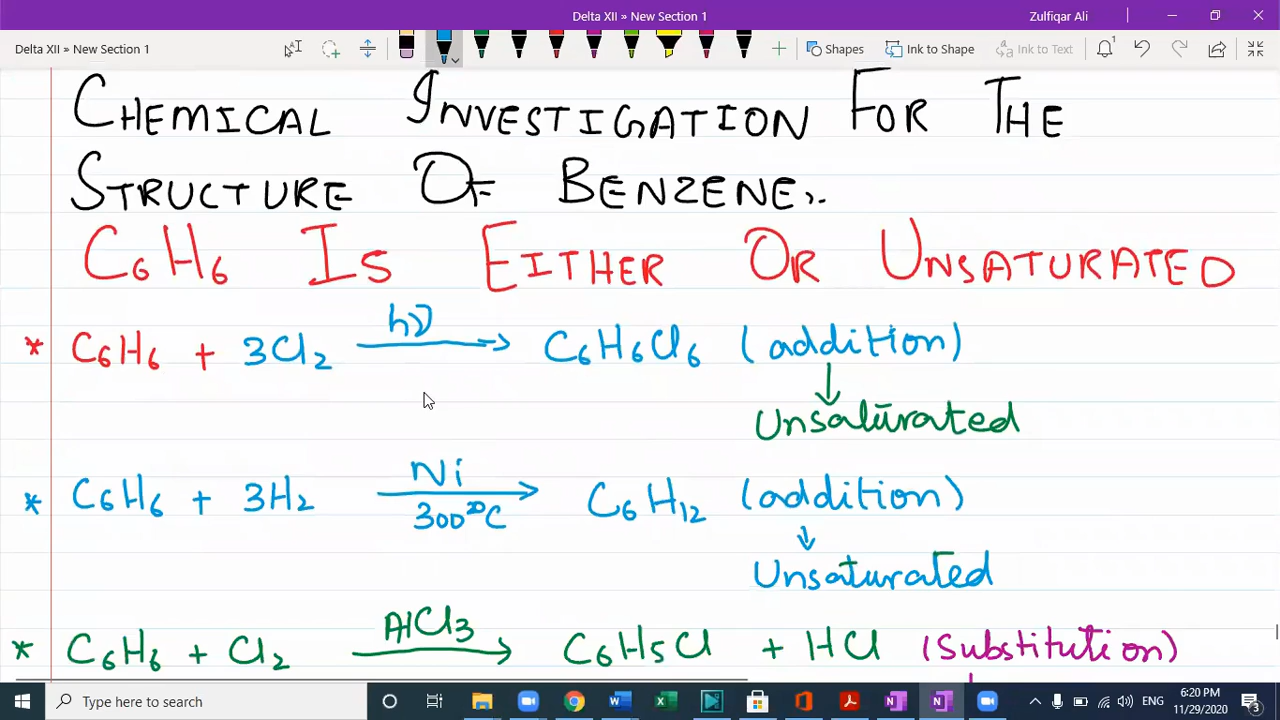 Delta XII » New Section 1
Zulfiqar Ali
Delta XII » New Section 1
Shapes
Ink to Shape
Ink to Text
CHEMICAL INVESTIGATION FOR THE
STRUCTURE OF BENZENE:.
C6H6 IS EITHER OR UNSATURATED
* C6H6 + 3Cl2 hν → C6H6Cl6 (addition)
↓
Unsaturated
* C6H6 + 3H2 Ni 300°C → C6H12 (addition)
↓
Unsaturated
* C6H6 + Cl2 AlCl3 → C6H5Cl + HCl (Substitution)
Type here to search
ENG
6:20 PM
11/29/2020
3